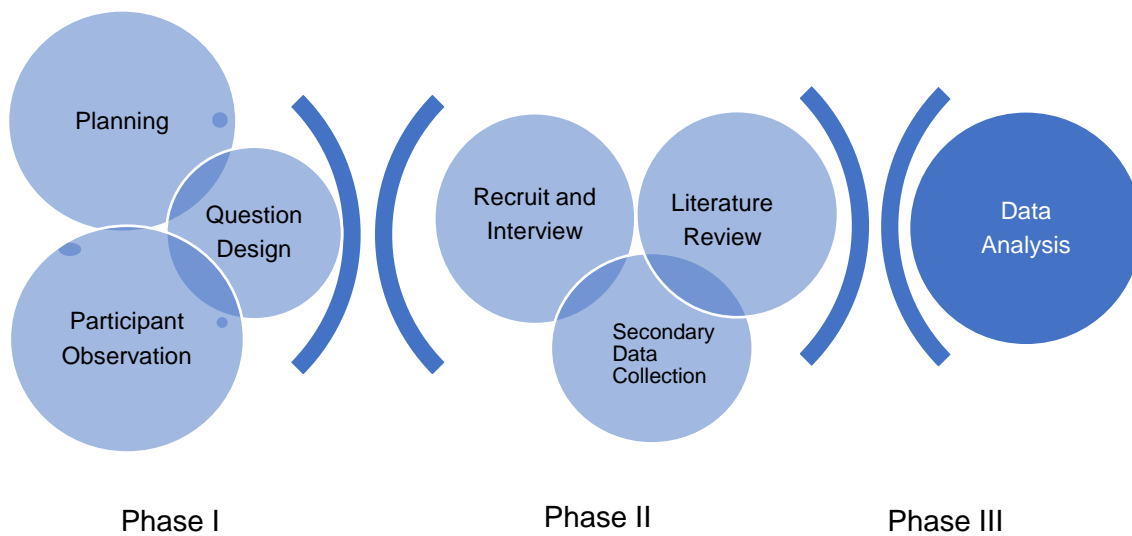 Planning
Question
Design
Participant
Observation
Recruit and
Interview
Literature
Review
Secondary
Data
Collection
Data
Analysis
Phase I
Phase II
Phase III